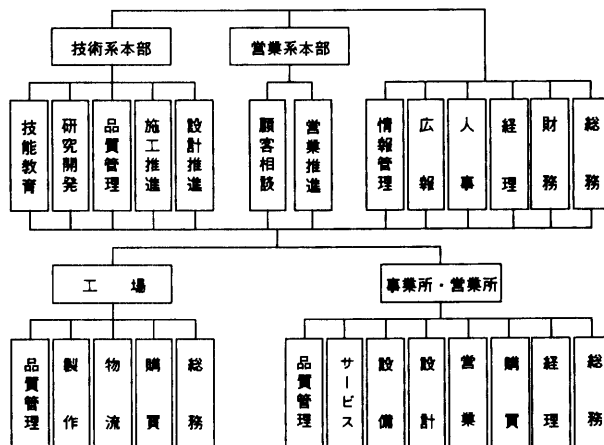 技術系本部
営業系本部
技能教育
研究開発
品質管理
施工推進
設計推進
顧客相談
営業推進
情報管理
広報
人事
経理
財務
総務
工場
事業所・営業所
品質管理
製作
物流
購買
総務
品質管理
サービス
設備
設計
営業
購買
経理
総務